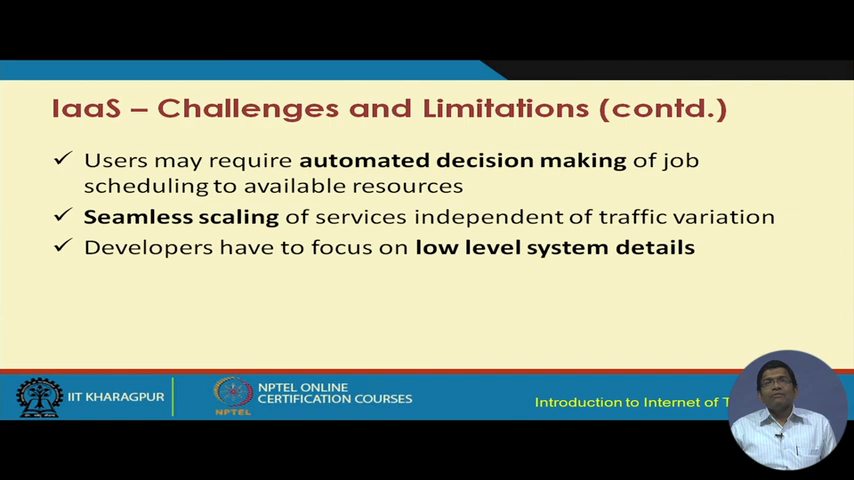 IaaS – Challenges and Limitations (contd.)
✓ Users may require automated decision making of job
scheduling to available resources
✓ Seamless scaling of services independent of traffic variation
✓ Developers have to focus on low level system details
IIT KHARAGPUR
NPTEL
NPTEL ONLINE
CERTIFICATION COURSES
Introduction to Internet of T